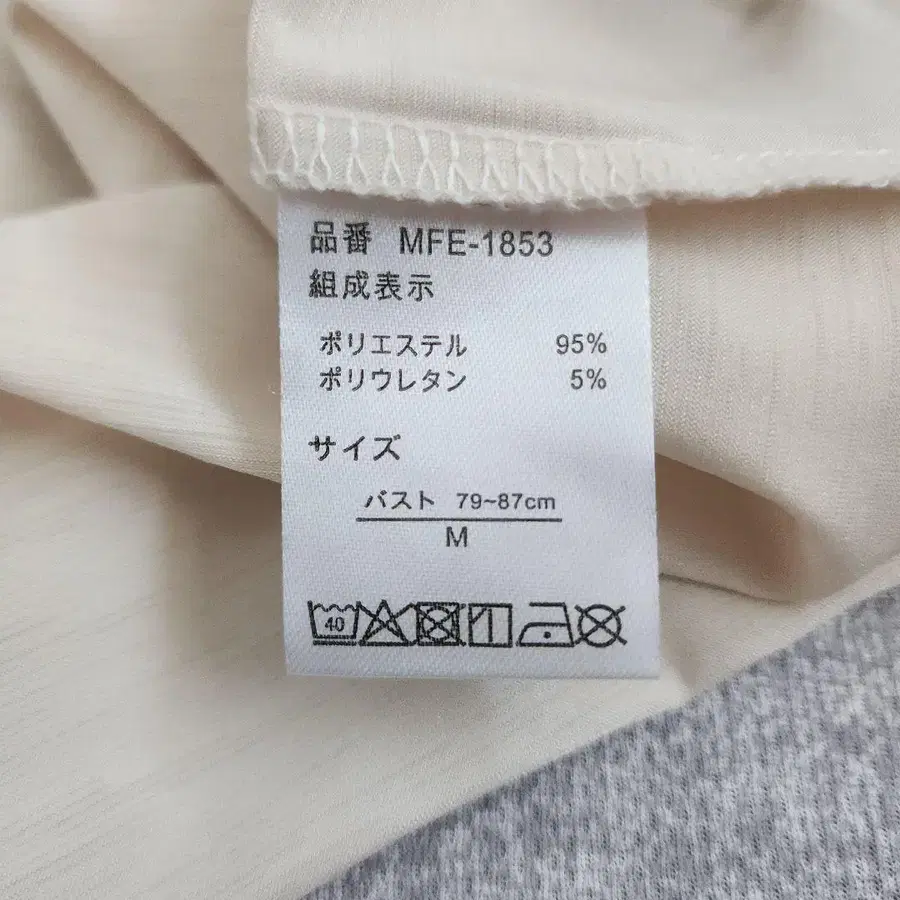 品番 MFE-1853
組成表示
ポリエステル 95%
ポリウレタン 5%
サイズ
バスト 79~87cm
M
40